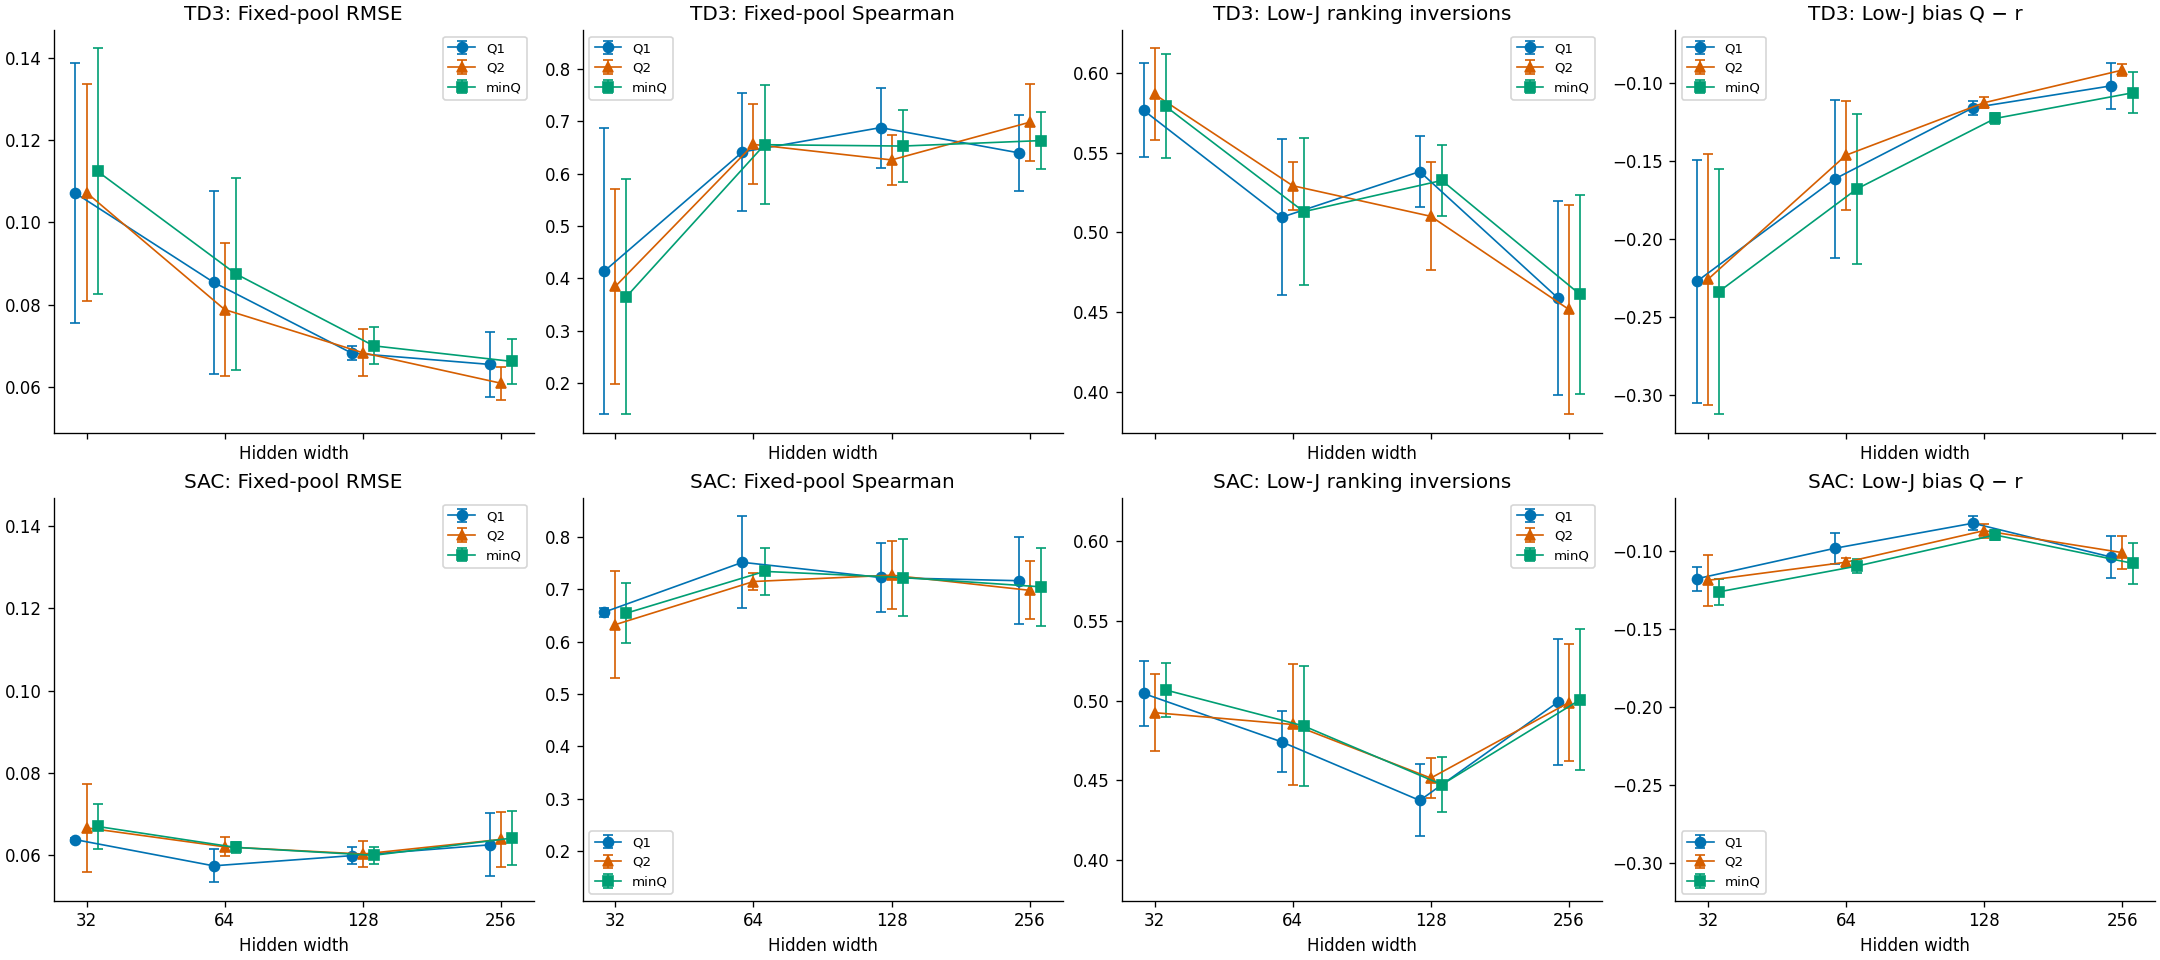 TD3: Fixed-pool RMSE
0.14
0.12
0.10
0.08
0.06
Q1
Q2
minQ
Hidden width
TD3: Fixed-pool Spearman
0.8
0.7
0.6
0.5
0.4
0.3
0.2
Q1
Q2
minQ
Hidden width
TD3: Low-J ranking inversions
0.60
0.55
0.50
0.45
0.40
Q1
Q2
minQ
Hidden width
TD3: Low-J bias Q − r
−0.10
−0.15
−0.20
−0.25
−0.30
Q1
Q2
minQ
Hidden width
SAC: Fixed-pool RMSE
0.14
0.12
0.10
0.08
0.06
Q1
Q2
minQ
32 64 128 256
Hidden width
SAC: Fixed-pool Spearman
0.8
0.7
0.6
0.5
0.4
0.3
0.2
Q1
Q2
minQ
32 64 128 256
Hidden width
SAC: Low-J ranking inversions
0.60
0.55
0.50
0.45
0.40
Q1
Q2
minQ
32 64 128 256
Hidden width
SAC: Low-J bias Q − r
−0.10
−0.15
−0.20
−0.25
−0.30
Q1
Q2
minQ
32 64 128 256
Hidden width